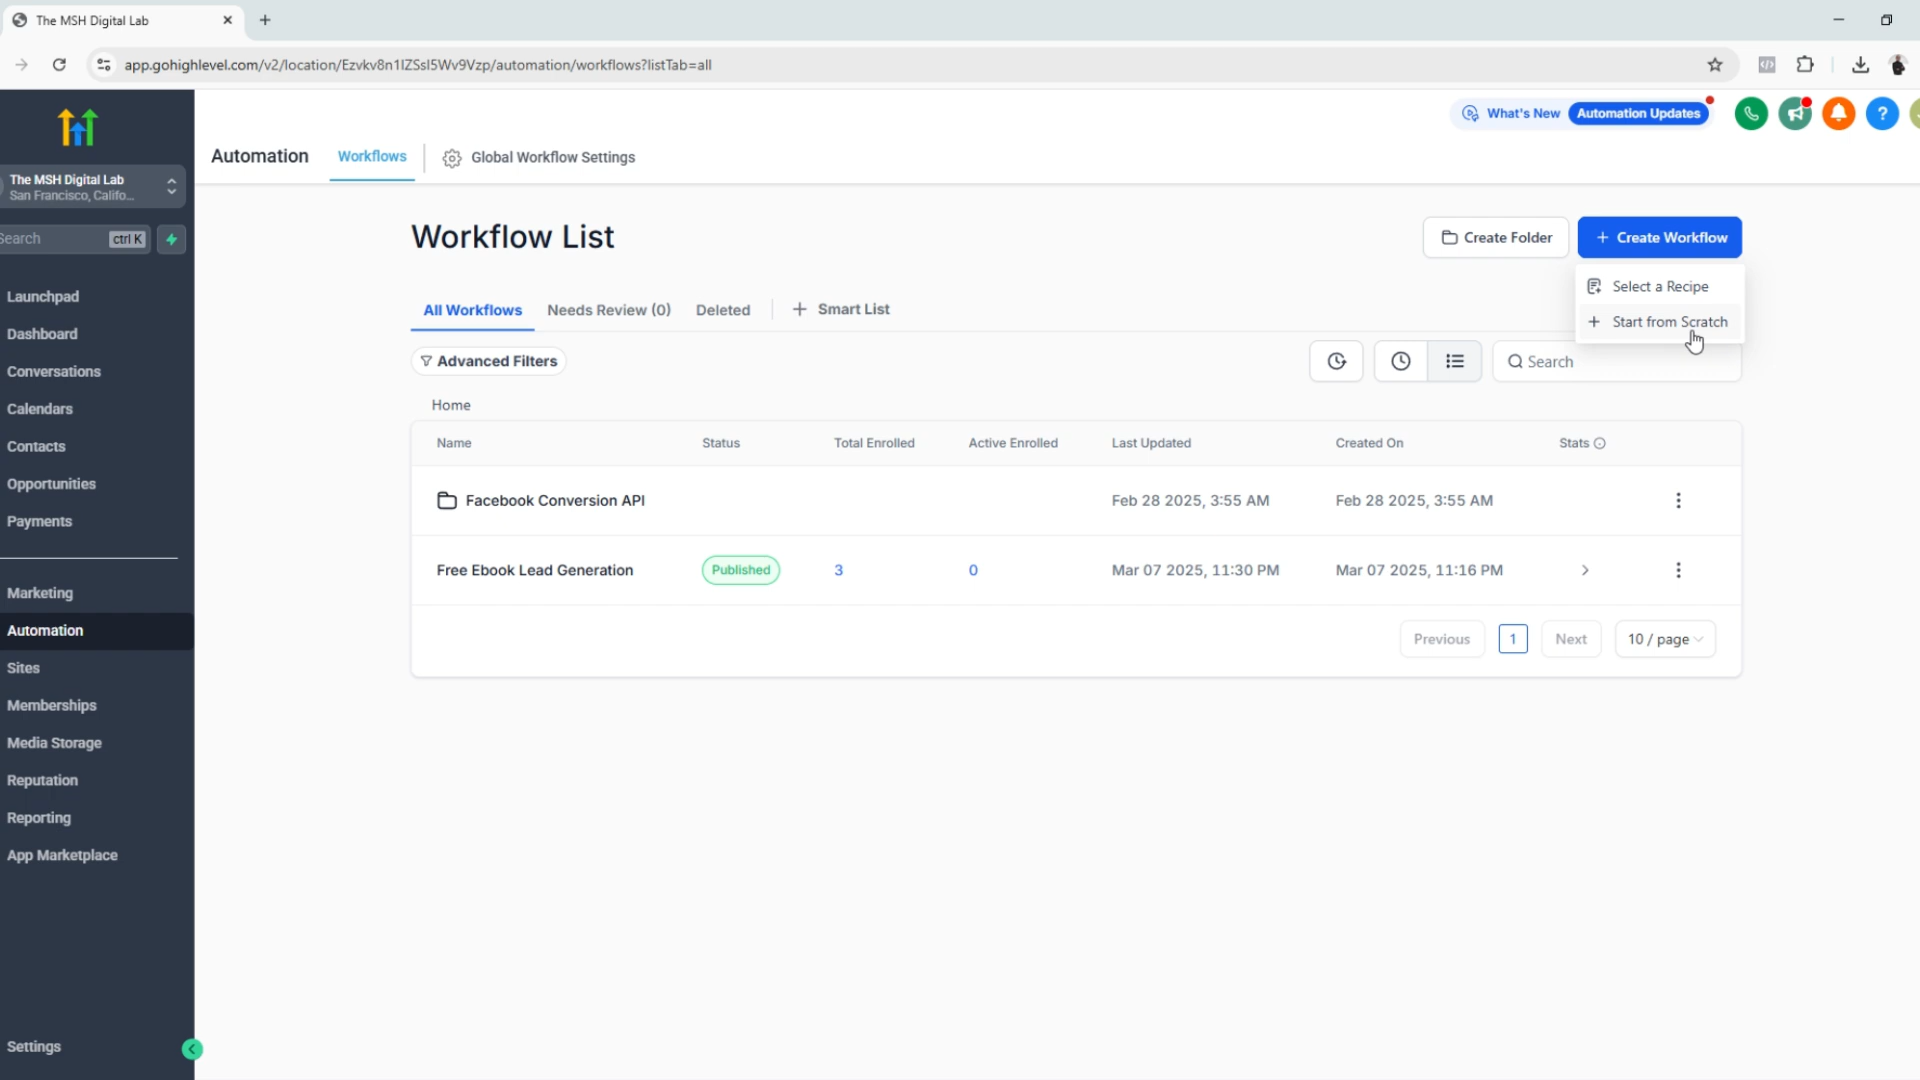 The MSH Digital Lab
app.gohighlevel.com/v2/location/Ezvkv8n1IZSsI5Wv9Vzp/automation/workflows?listTab=all
What's New Automation Updates
?
The MSH Digital Lab
San Francisco, Califo...
Search ctrl K
Launchpad
Dashboard
Conversations
Calendars
Contacts
Opportunities
Payments
Marketing
Automation
Sites
Memberships
Media Storage
Reputation
Reporting
App Marketplace
Settings
Automation Workflows Global Workflow Settings
Workflow List
Create Folder + Create Workflow
Select a Recipe
+ Start from Scratch
All Workflows Needs Review (0) Deleted + Smart List
Advanced Filters
Search
Home
Name Status Total Enrolled Active Enrolled Last Updated Created On Stats
Facebook Conversion API Feb 28 2025, 3:55 AM Feb 28 2025, 3:55 AM
Free Ebook Lead Generation Published 3 0 Mar 07 2025, 11:30 PM Mar 07 2025, 11:16 PM
Previous 1 Next 10 / page